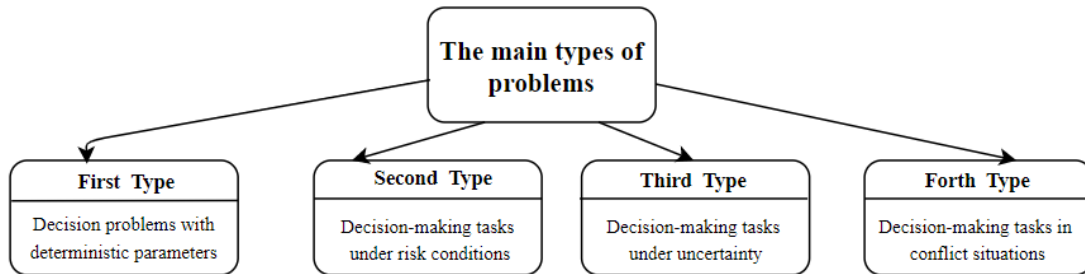 The main types of
problems
First Type
Decision problems with
deterministic parameters
Second Type
Decision-making tasks
under risk conditions
Third Type
Decision-making tasks
under uncertainty
Forth Type
Decision-making tasks in
conflict situations